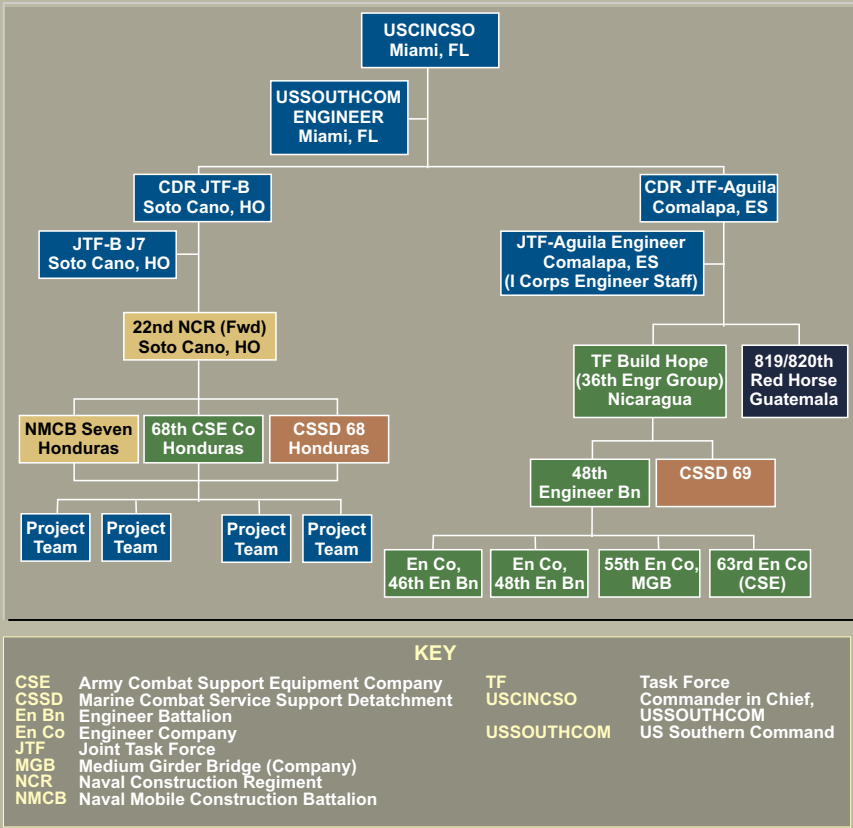 USCINCSO
Miami, FL
USSOUTHCOM
ENGINEER
Miami, FL
CDR JTF-B
Soto Cano, HO
CDR JTF-Aguila
Comalapa, ES
JTF-B J7
Soto Cano, HO
JTF-Aguila Engineer
Comalapa, ES
(I Corps Engineer Staff)
22nd NCR (Fwd)
Soto Cano, HO
TF Build Hope
(36th Engr Group)
Nicaragua
819/820th
Red Horse
Guatemala
NMCB Seven
Honduras
68th CSE Co
Honduras
CSSD 68
Honduras
48th
Engineer Bn
CSSD 69
Project
Team
Project
Team
Project
Team
Project
Team
En Co,
46th En Bn
En Co,
48th En Bn
55th En Co,
MGB
63rd En Co
(CSE)
KEY
CSE Army Combat Support Equipment Company
CSSD Marine Combat Service Support Detatchment
En Bn Engineer Battalion
En Co Engineer Company
JTF Joint Task Force
MGB Medium Girder Bridge (Company)
NCR Naval Construction Regiment
NMCB Naval Mobile Construction Battalion
TF Task Force
USCINCSO Commander in Chief,
USSOUTHCOM
USSOUTHCOM US Southern Command